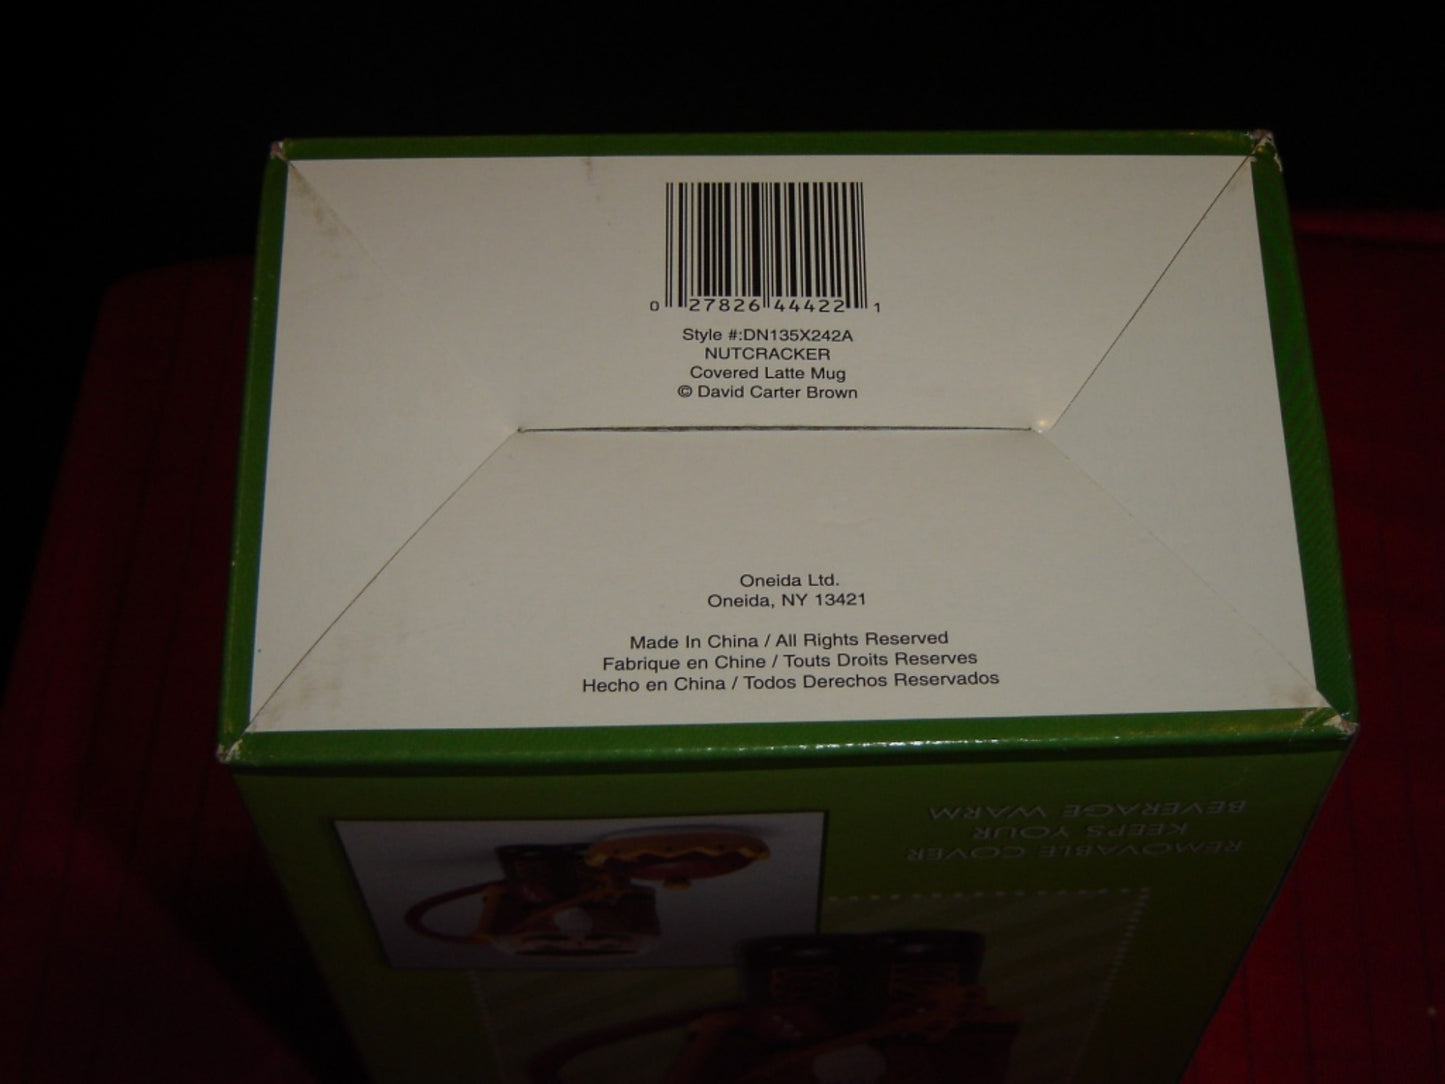 0 27826 44422 1
Style #:DN135X242A
NUTCRACKER
Covered Latte Mug
© David Carter Brown
Oneida Ltd.
Oneida, NY 13421
Made In China / All Rights Reserved
Fabrique en Chine / Touts Droits Reserves
Hecho en China / Todos Derechos Reservados
REMOVABLE COVER
KEEPS YOUR
BEVERAGE WARM